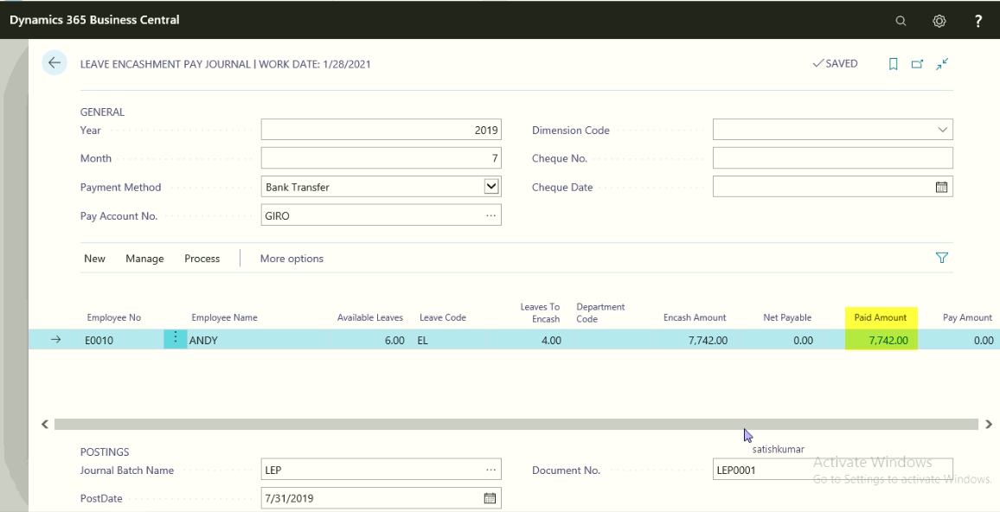 Dynamics 365 Business Central
?
LEAVE ENCASHMENT PAY JOURNAL | WORK DATE: 1/28/2021
SAVED
GENERAL
Year 2019 Dimension Code
Month 7 Cheque No.
Payment Method Bank Transfer Cheque Date
Pay Account No. GIRO
New Manage Process More options
Employee No Employee Name Available Leaves Leave Code Leaves To Encash Department Code Encash Amount Net Payable Paid Amount Pay Amount
E0010 ANDY 6.00 EL 4.00 7,742.00 0.00 7,742.00 0.00
POSTINGS
satishkumar
Journal Batch Name LEP Document No. LEP0001
PostDate 7/31/2019
Activate Windows
Go to Settings to activate Windows.